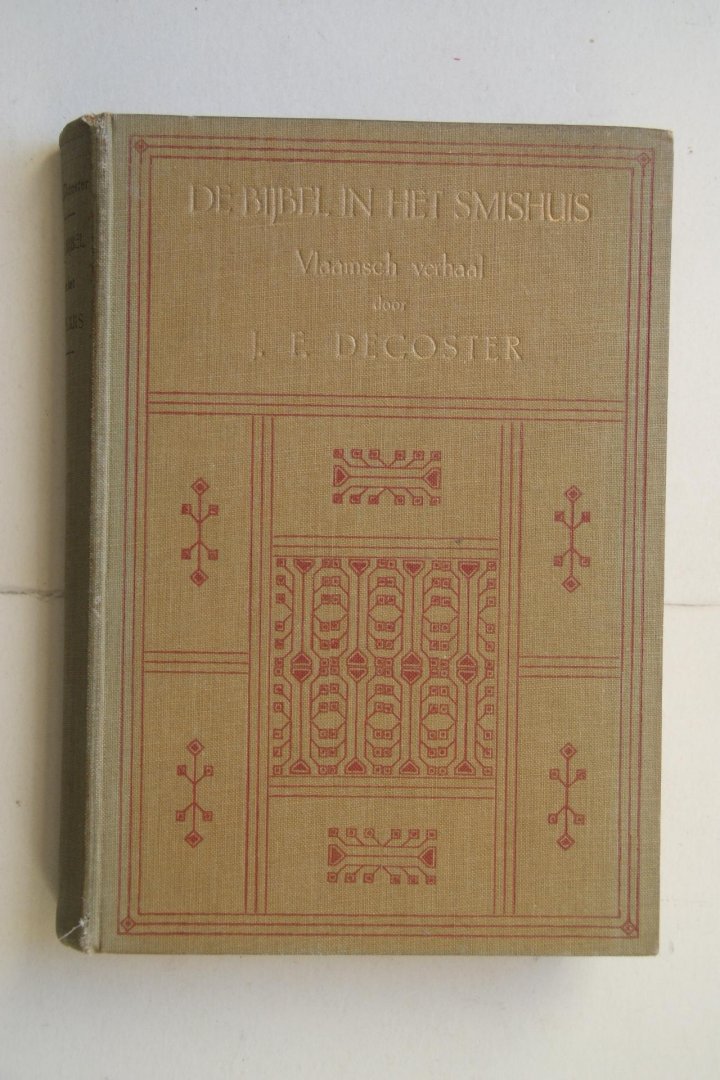 DE BIJBEL IN HET SMISHUIS
Vlaamsch verhaal
door
J. E. DECOSTER